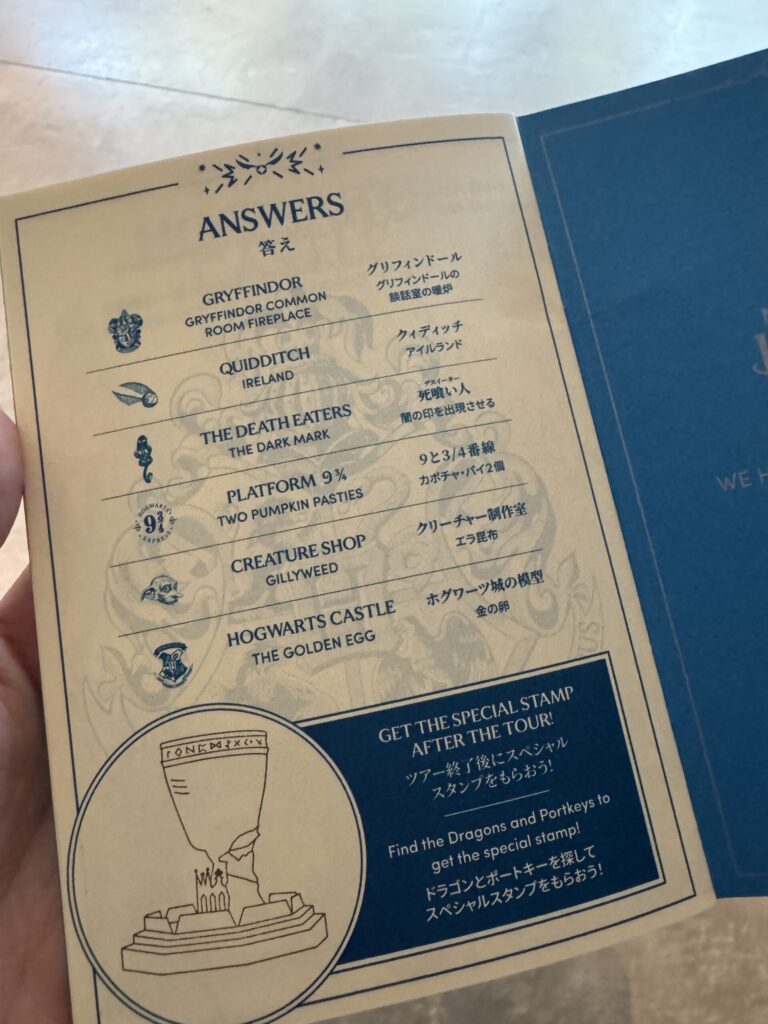 ANSWERS
答え
GRYFFINDOR
GRYFFINDOR COMMON
ROOM FIREPLACE
グリフィンドール
グリフィンドールの
談話室の暖炉
QUIDDITCH
IRELAND
クィディッチ
アイルランド
THE DEATH EATERS
THE DARK MARK
デスイーター
死喰い人
闇の印を出現させる
HOGWARTS
9 3/4
EXPRESS
PLATFORM 9 ¾
TWO PUMPKIN PASTIES
9と3/4番線
カボチャ・パイ2個
CREATURE SHOP
GILLYWEED
クリーチャー制作室
エラ昆布
HOGWARTS CASTLE
THE GOLDEN EGG
ホグワーツ城の模型
金の卵
GET THE SPECIAL STAMP
AFTER THE TOUR!
ツアー終了後にスペシャル
スタンプをもらおう!
Find the Dragons and Portkeys to
get the special stamp!
ドラゴンとポートキーを探して
スペシャルスタンプをもらおう!
WE H